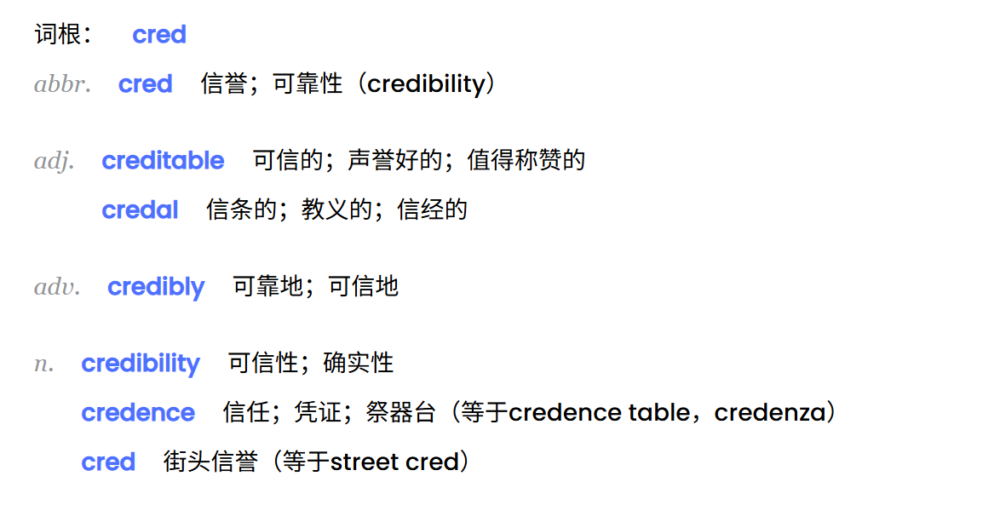 词根： cred
abbr. cred 信誉；可靠性（credibility）
adj. creditable 可信的；声誉好的；值得称赞的
credal 信条的；教义的；信经的
adv. credibly 可靠地；可信地
n. credibility 可信性；确实性
credence 信任；凭证；祭器台（等于credence table，credenza）
cred 街头信誉（等于street cred）